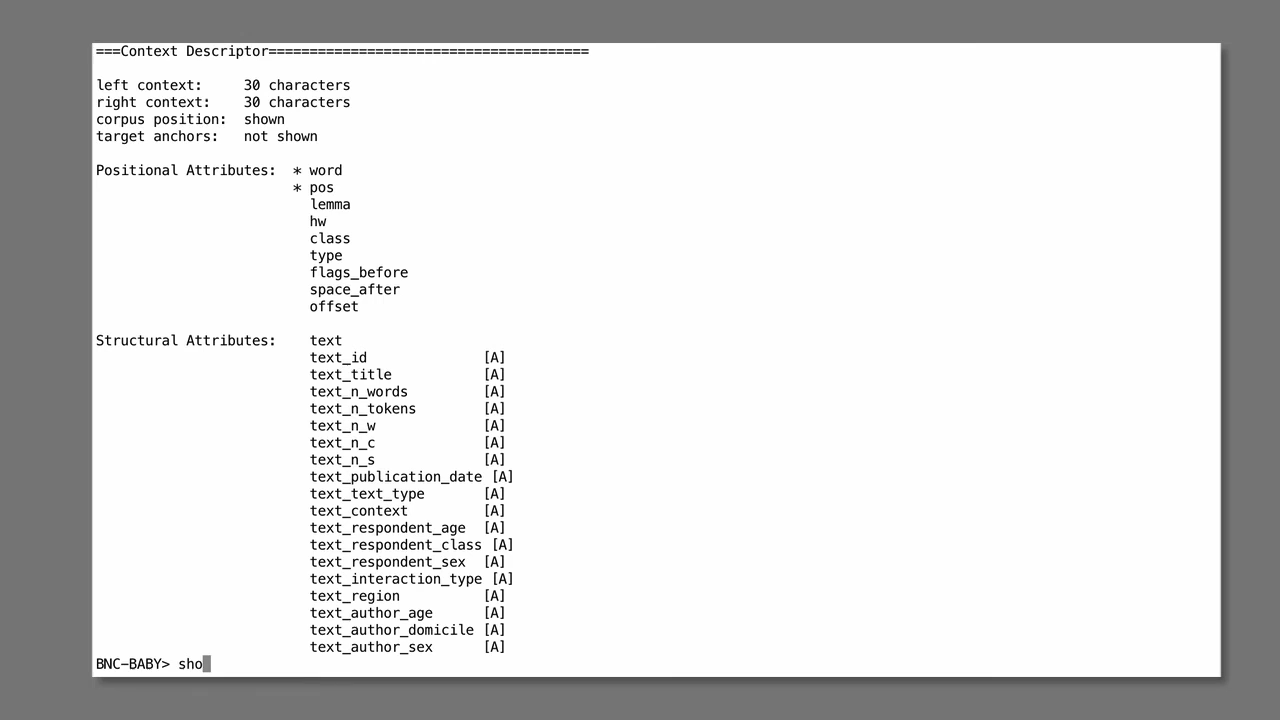 ===Context Descriptor=======================================
left context:     30 characters
right context:    30 characters
corpus position:  shown
target anchors:   not shown
Positional Attributes:  * word
* pos
lemma
hw
class
type
flags_before
space_after
offset
Structural Attributes:    text
text_id              [A]
text_title           [A]
text_n_words         [A]
text_n_tokens        [A]
text_n_w             [A]
text_n_c             [A]
text_n_s             [A]
text_publication_date [A]
text_text_type       [A]
text_context         [A]
text_respondent_age  [A]
text_respondent_class [A]
text_respondent_sex  [A]
text_interaction_type [A]
text_region          [A]
text_author_age      [A]
text_author_domicile [A]
text_author_sex      [A]
BNC-BABY> sho